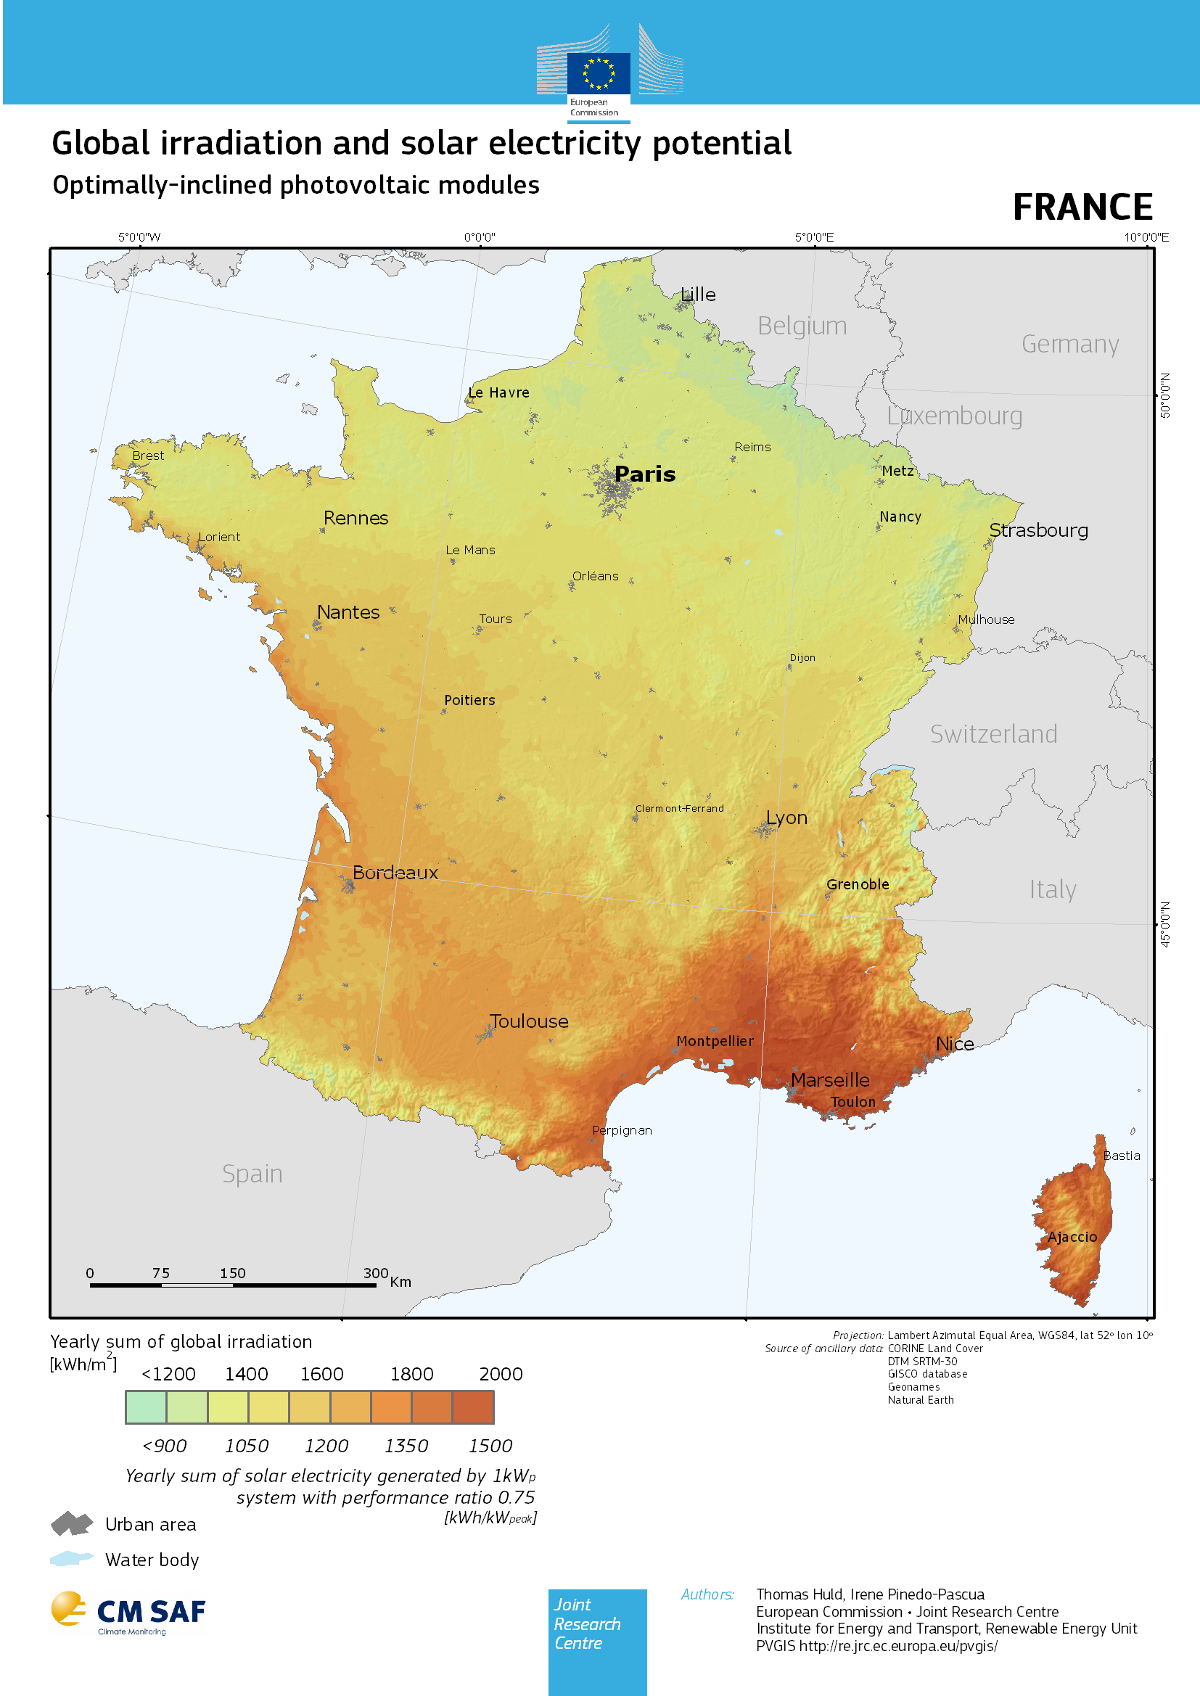 European
Commission
Global irradiation and solar electricity potential
Optimally-inclined photovoltaic modules
FRANCE
5°0'0"W
0°0'0"
5°0'0"E
10°0'0"E
Lille
Belgium
Germany
50°0'0"N
Le Havre
Luxembourg
Brest
Reims
Paris
Metz
Rennes
Nancy
Strasbourg
Lorient
Le Mans
Orléans
Nantes
Tours
Mulhouse
Dijon
Poitiers
Switzerland
Clermont-Ferrand
Lyon
Bordeaux
Grenoble
Italy
45°0'0"N
Toulouse
Montpellier
Nice
Marseille
Toulon
Perpignan
Bastia
Spain
Ajaccio
0 75 150 300 Km
Yearly sum of global irradiation
[kWh/m2]
<1200 1400 1600 1800 2000
<900 1050 1200 1350 1500
Yearly sum of solar electricity generated by 1kWp
system with performance ratio 0.75
[kWh/kWpeak]
Projection: Lambert Azimutal Equal Area, WGS84, lat 52º lon 10º
Source of ancillary data: CORINE Land Cover
DTM SRTM-30
GISCO database
Geonames
Natural Earth
Urban area
Water body
CM SAF
Climate Monitoring
Joint
Research
Centre
Authors: Thomas Huld, Irene Pinedo-Pascua
European Commission • Joint Research Centre
Institute for Energy and Transport, Renewable Energy Unit
PVGIS http://re.jrc.ec.europa.eu/pvgis/